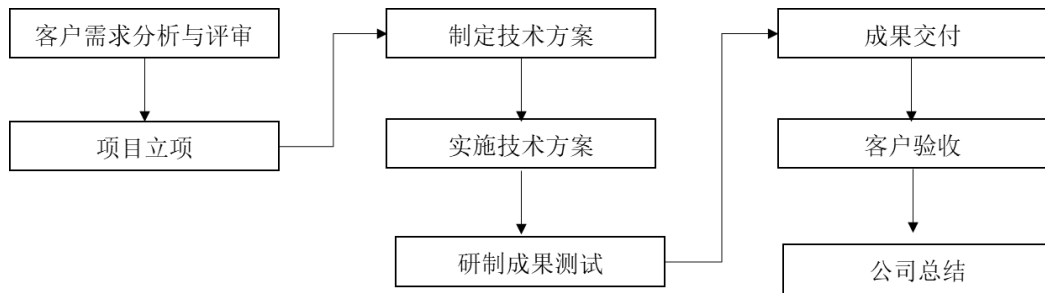 客户需求分析与评审
项目立项
制定技术方案
实施技术方案
研制成果测试
成果交付
客户验收
公司总结